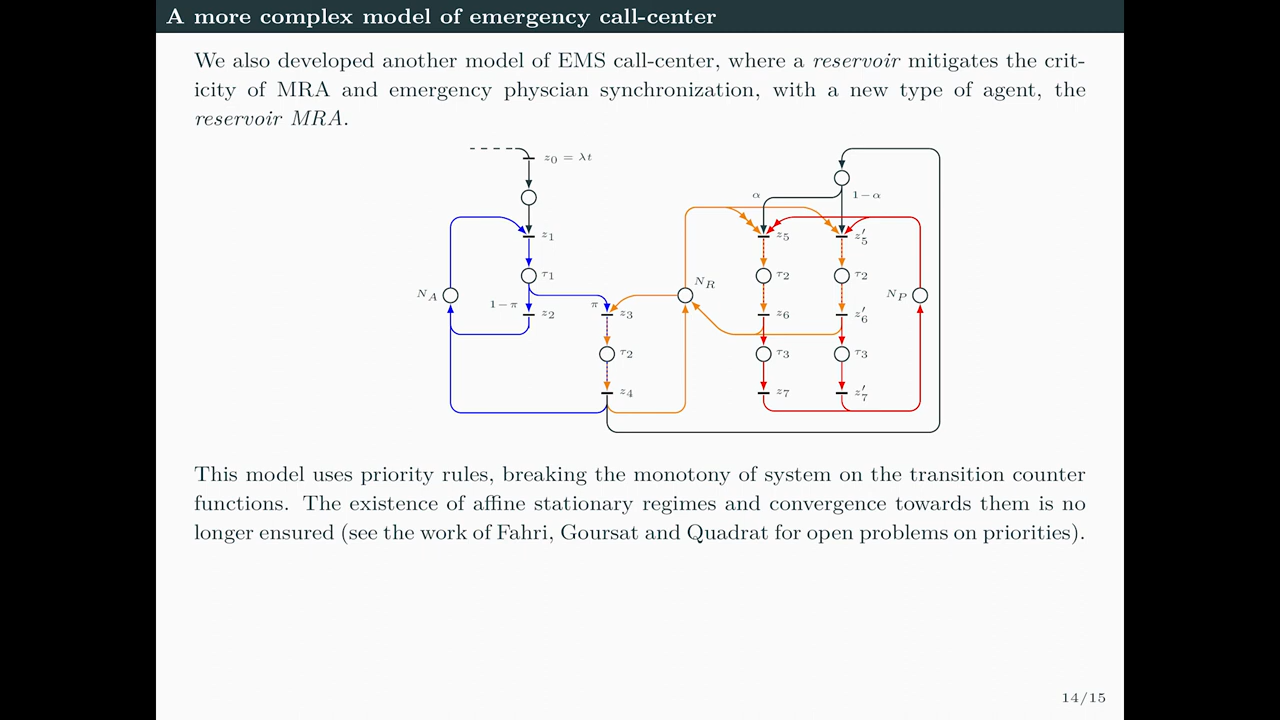 A more complex model of emergency call-center
We also developed another model of EMS call-center, where a reservoir mitigates the crit-
icity of MRA and emergency physcian synchronization, with a new type of agent, the
reservoir MRA.
z0 = λt
α
1−α
z1
z5
z′5
τ1
τ2
τ2
NA
NR
NP
1−π
π
z2
z3
z6
z′6
τ2
τ3
τ3
z4
z7
z′7
This model uses priority rules, breaking the monotony of system on the transition counter
functions. The existence of affine stationary regimes and convergence towards them is no
longer ensured (see the work of Fahri, Goursat and Quadrat for open problems on priorities).
14/15